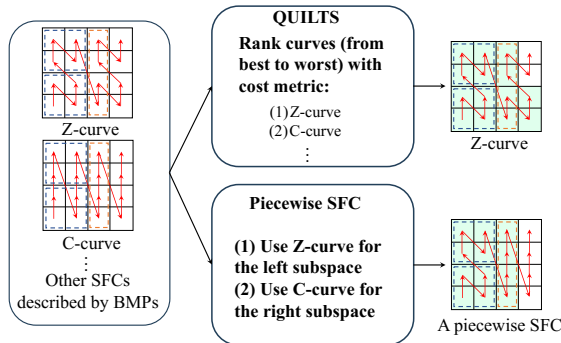 Z-curve
C-curve
⋮
Other SFCs
described by BMPs
QUILTS
Rank curves (from
best to worst) with
cost metric:
(1) Z-curve
(2) C-curve
⋮
Piecewise SFC
(1) Use Z-curve for
the left subspace
(2) Use C-curve for
the right subspace
Z-curve
A piecewise SFC